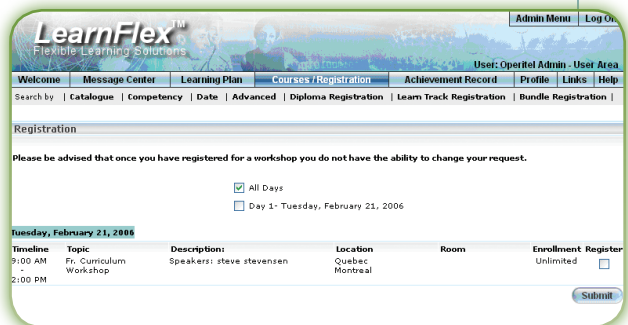 Admin Menu | Log O
LearnFlex™
Flexible Learning Solutions
User: Operitel Admin - User Area
Welcome Message Center Learning Plan Courses / Registration Achievement Record Profile Links Help
Search by | Catalogue | Competency | Date | Advanced | Diploma Registration | Learn Track Registration | Bundle Registration |
Registration
Please be advised that once you have registered for a workshop you do not have the ability to change your request.
All Days
Day 1- Tuesday, February 21, 2006
Tuesday, February 21, 2006
Timeline Topic Description: Location Room Enrollment Register
9:00 AM Fr. Curriculum Speakers: steve stevensen Quebec Unlimited
- Workshop Montreal
2:00 PM
Submit